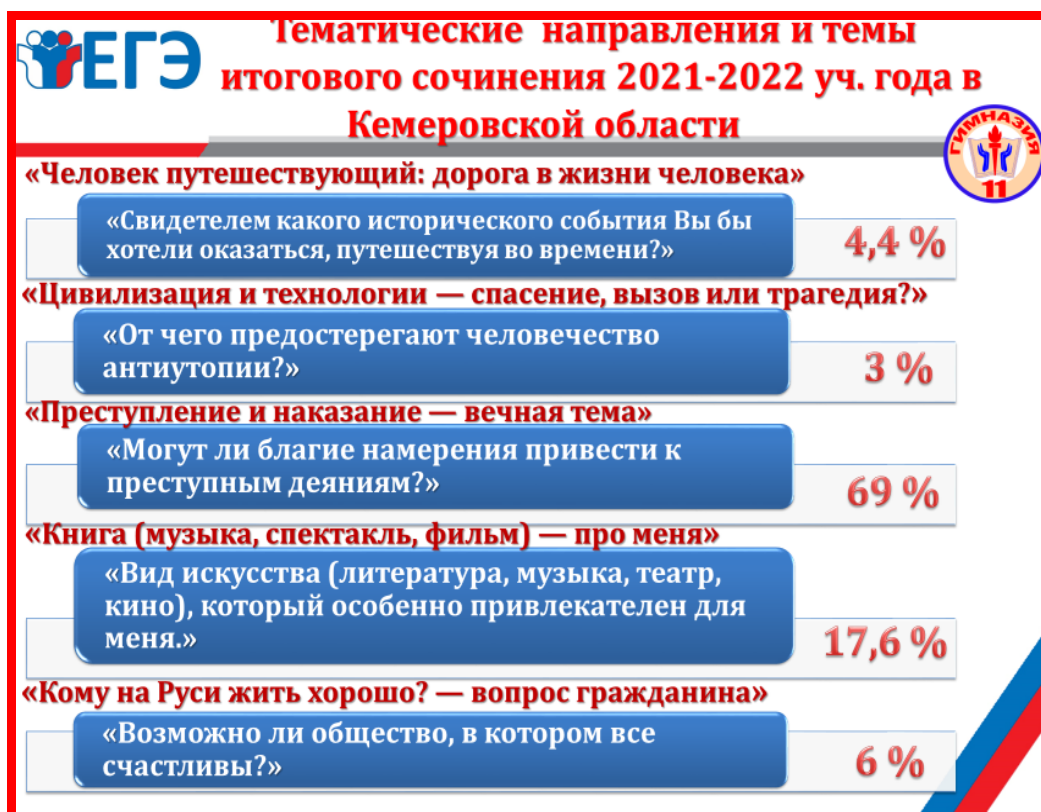 ЕГЭ
Тематические направления и темы
итогового сочинения 2021-2022 уч. года в
Кемеровской области
ГИМНАЗИЯ
11
«Человек путешествующий: дорога в жизни человека»
«Свидетелем какого исторического события Вы бы
хотели оказаться, путешествуя во времени?»
4,4 %
«Цивилизация и технологии — спасение, вызов или трагедия?»
«От чего предостерегают человечество
антиутопии?»
3 %
«Преступление и наказание — вечная тема»
«Могут ли благие намерения привести к
преступным деяниям?»
69 %
«Книга (музыка, спектакль, фильм) — про меня»
«Вид искусства (литература, музыка, театр,
кино), который особенно привлекателен для
меня.»
17,6 %
«Кому на Руси жить хорошо? — вопрос гражданина»
«Возможно ли общество, в котором все
счастливы?»
6 %